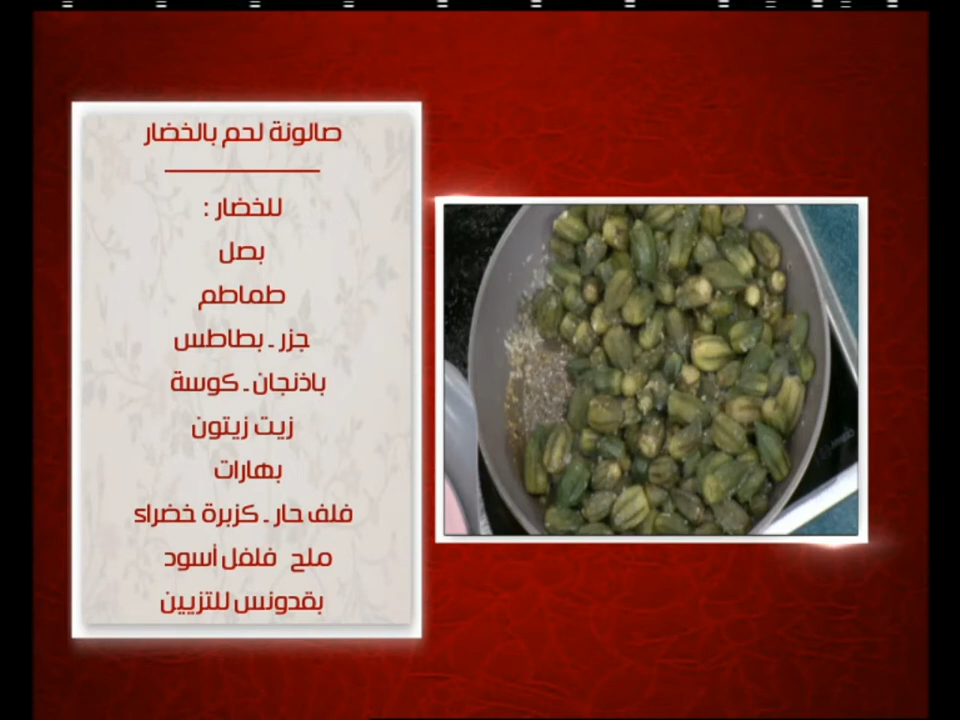 صالونة لحم بالخضار
للخضار :
بصل
طماطم
جزر ـ بطاطس
باذنجان ـ كوسة
زيت زيتون
بهارات
فلف حار ـ كزبرة خضراء
ملح فلفل أسود
بقدونس للتزيين